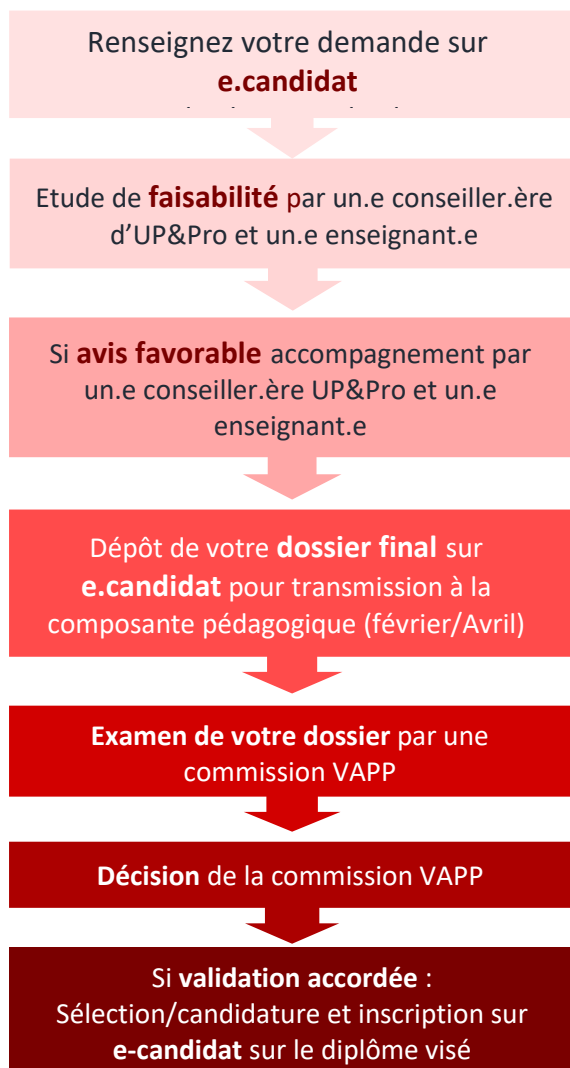 Renseignez votre demande sur
e.candidat
Etude de faisabilité par un.e conseiller.ère
d'UP&Pro et un.e enseignant.e
Si avis favorable accompagnement par
un.e conseiller.ère UP&Pro et un.e
enseignant.e
Dépôt de votre dossier final sur
e.candidat pour transmission à la
composante pédagogique (février/Avril)
Examen de votre dossier par une
commission VAPP
Décision de la commission VAPP
Si validation accordée :
Sélection/candidature et inscription sur
e-candidat sur le diplôme visé